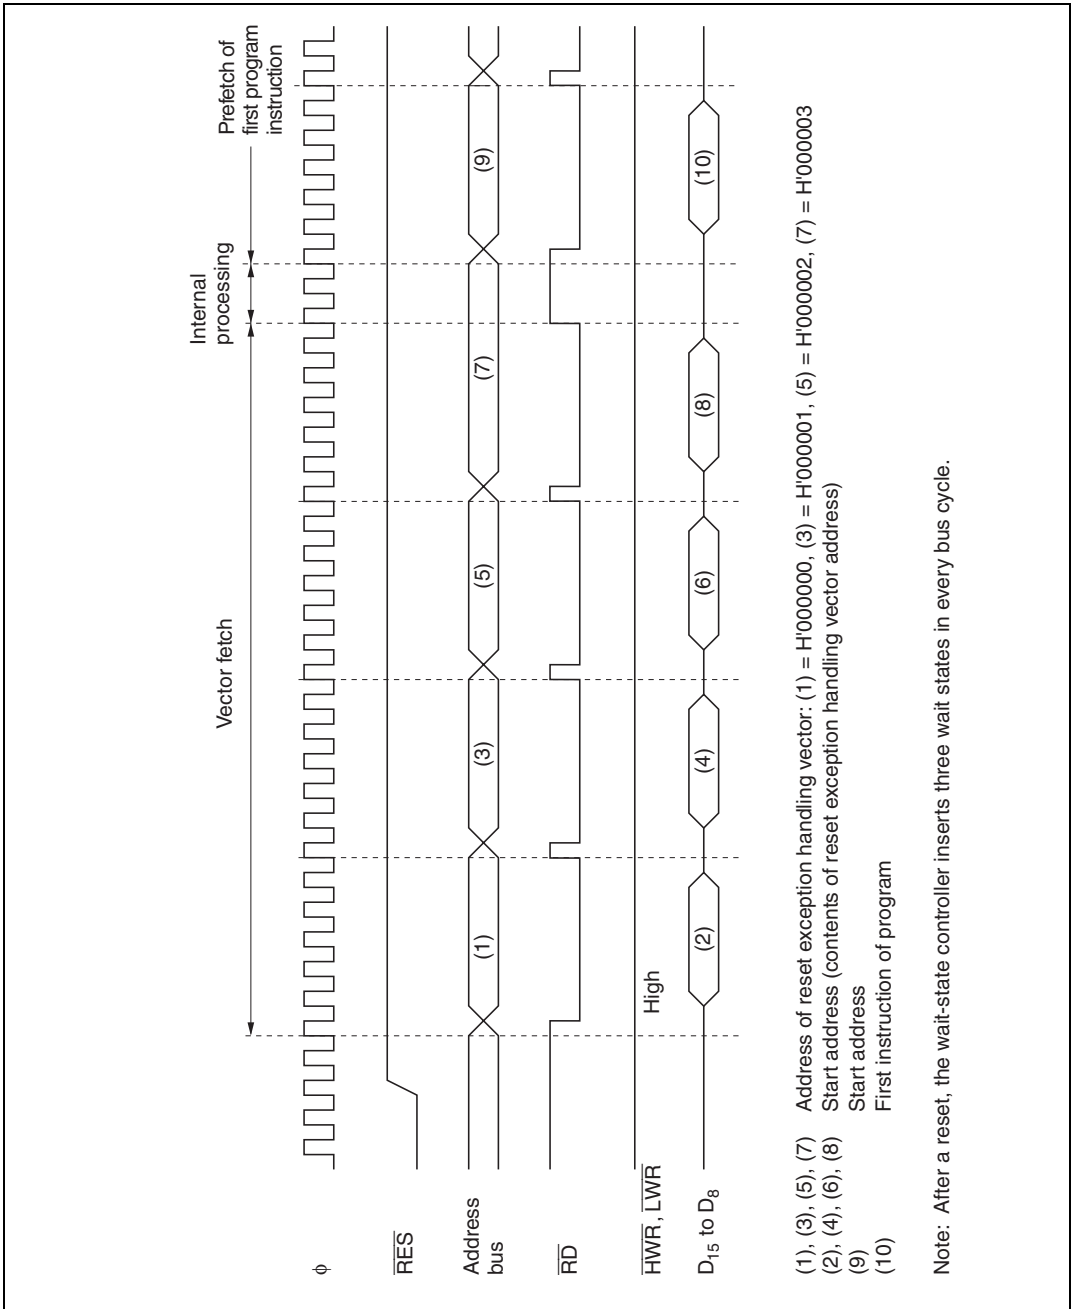 Vector fetch
Internal
processing
Prefetch of
first program
instruction
φ
RES
Address
bus
(1)
(3)
(5)
(7)
(9)
RD
HWR, LWR
High
D15 to D8
(2)
(4)
(6)
(8)
(10)
(1), (3), (5), (7) Address of reset exception handling vector: (1) = H'000000, (3) = H'000001, (5) = H'000002, (7) = H'000003
(2), (4), (6), (8) Start address (contents of reset exception handling vector address)
(9) Start address
(10) First instruction of program
Note: After a reset, the wait-state controller inserts three wait states in every bus cycle.